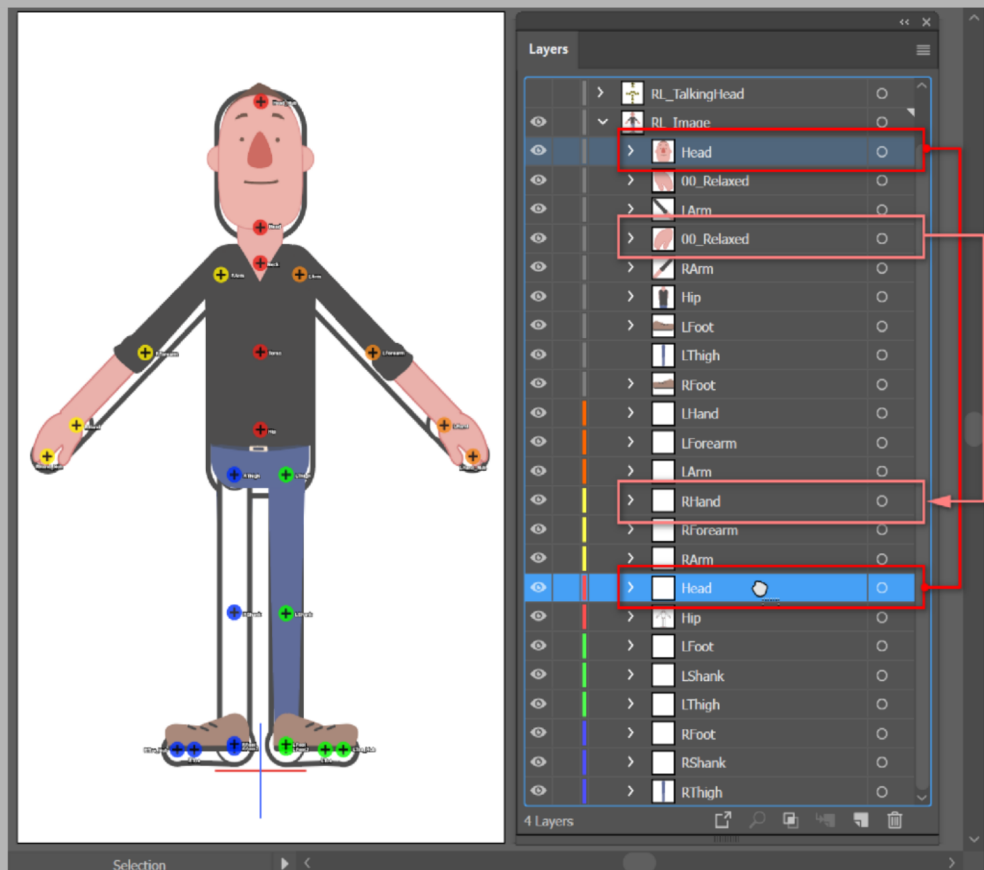 Layers
RL_TalkingHead
RL_Image
Head
00_Relaxed
LArm
00_Relaxed
RArm
Hip
LFoot
LThigh
RFoot
LHand
LForearm
LArm
RHand
RForearm
RArm
Head
Hip
LFoot
LShank
LThigh
RFoot
RShank
RThigh
4 Layers
Selection